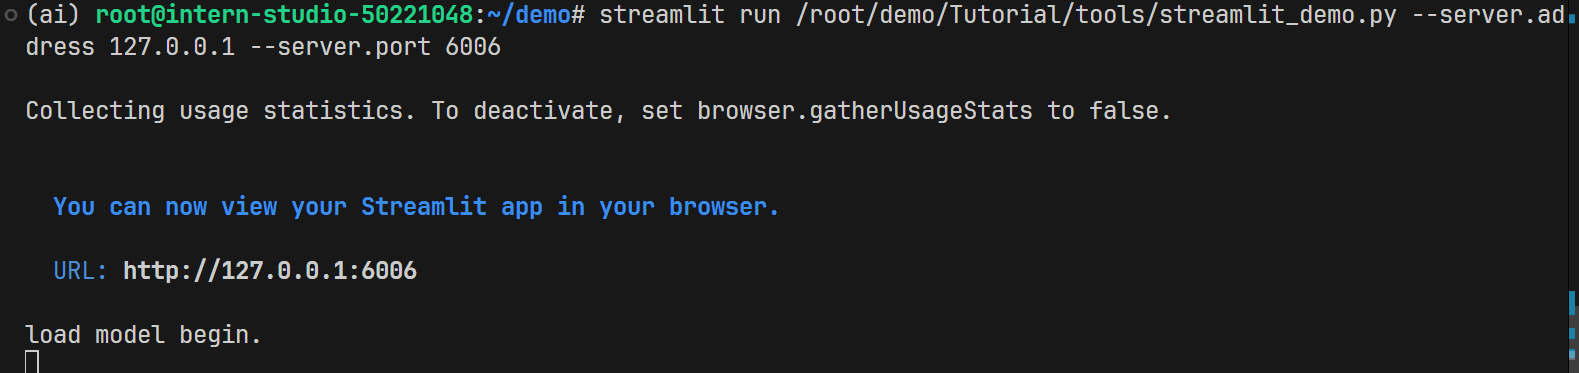 (ai) root@intern-studio-50221048:~/demo# streamlit run /root/demo/Tutorial/tools/streamlit_demo.py --server.ad
dress 127.0.0.1 --server.port 6006
Collecting usage statistics. To deactivate, set browser.gatherUsageStats to false.
You can now view your Streamlit app in your browser.
URL: http://127.0.0.1:6006
load model begin.